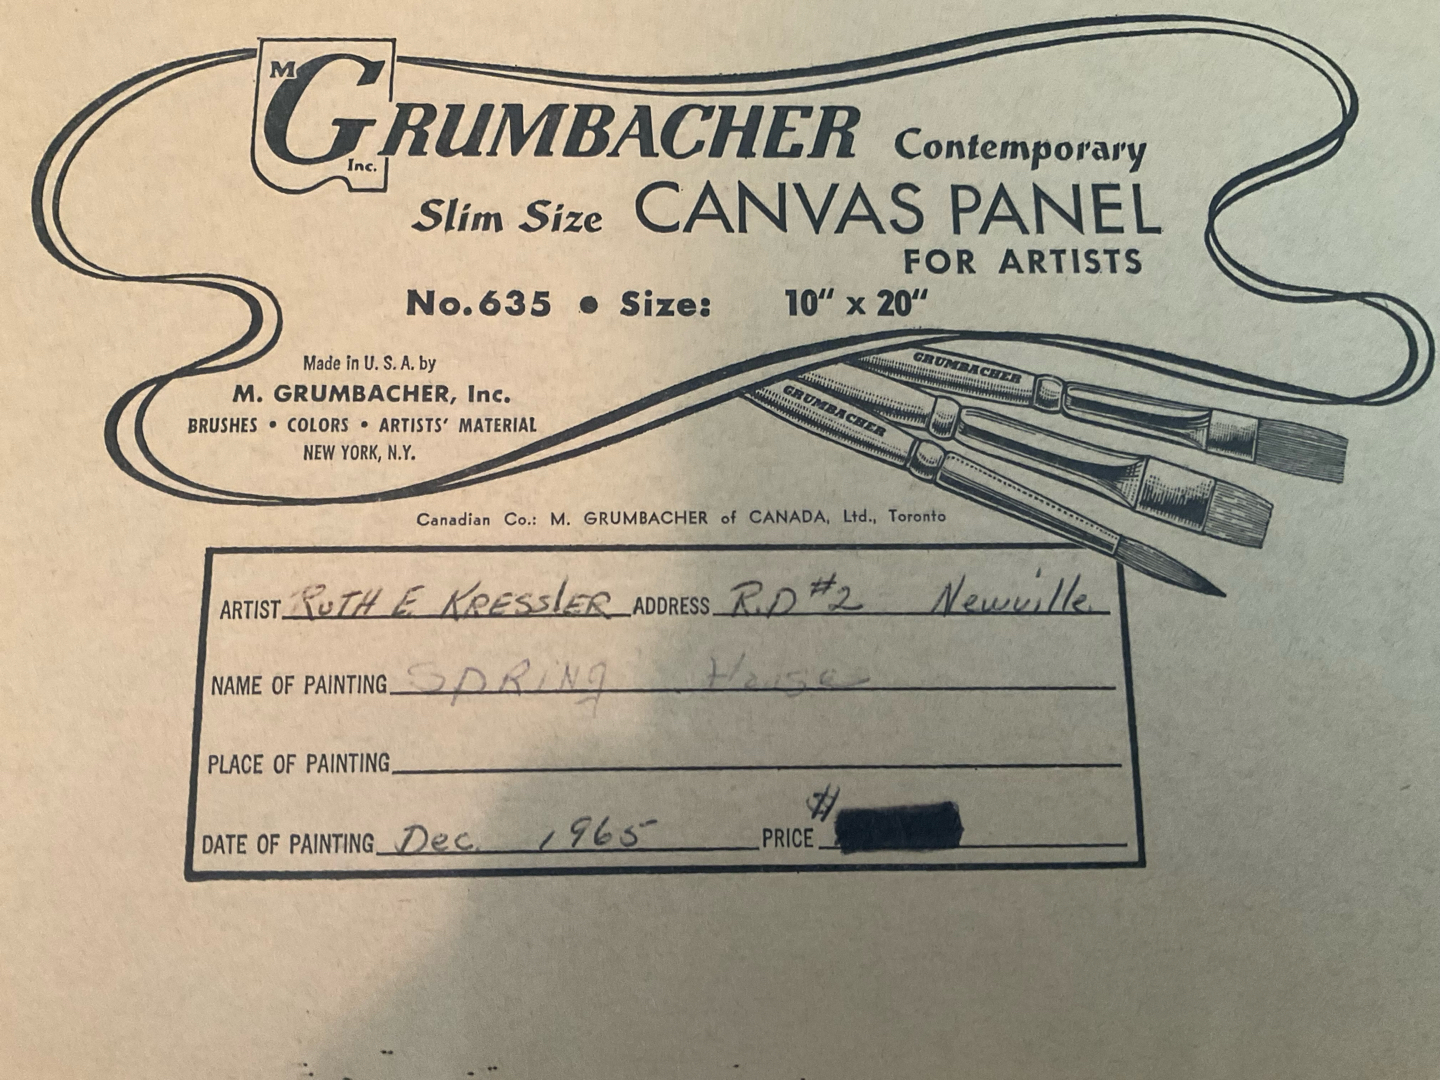 M GRUMBACHER Inc. Contemporary
Slim Size CANVAS PANEL
FOR ARTISTS
No. 635 • Size: 10" x 20"
Made in U. S. A. by
M. GRUMBACHER, Inc.
BRUSHES • COLORS • ARTISTS' MATERIAL
NEW YORK, N.Y.
GRUMBACHER
GRUMBACHER
Canadian Co.: M. GRUMBACHER of CANADA, Ltd., Toronto
ARTIST RUTH E KRESSLER ADDRESS R.D #2 Newville
NAME OF PAINTING SPRING House
PLACE OF PAINTING
DATE OF PAINTING Dec. 1965 PRICE $